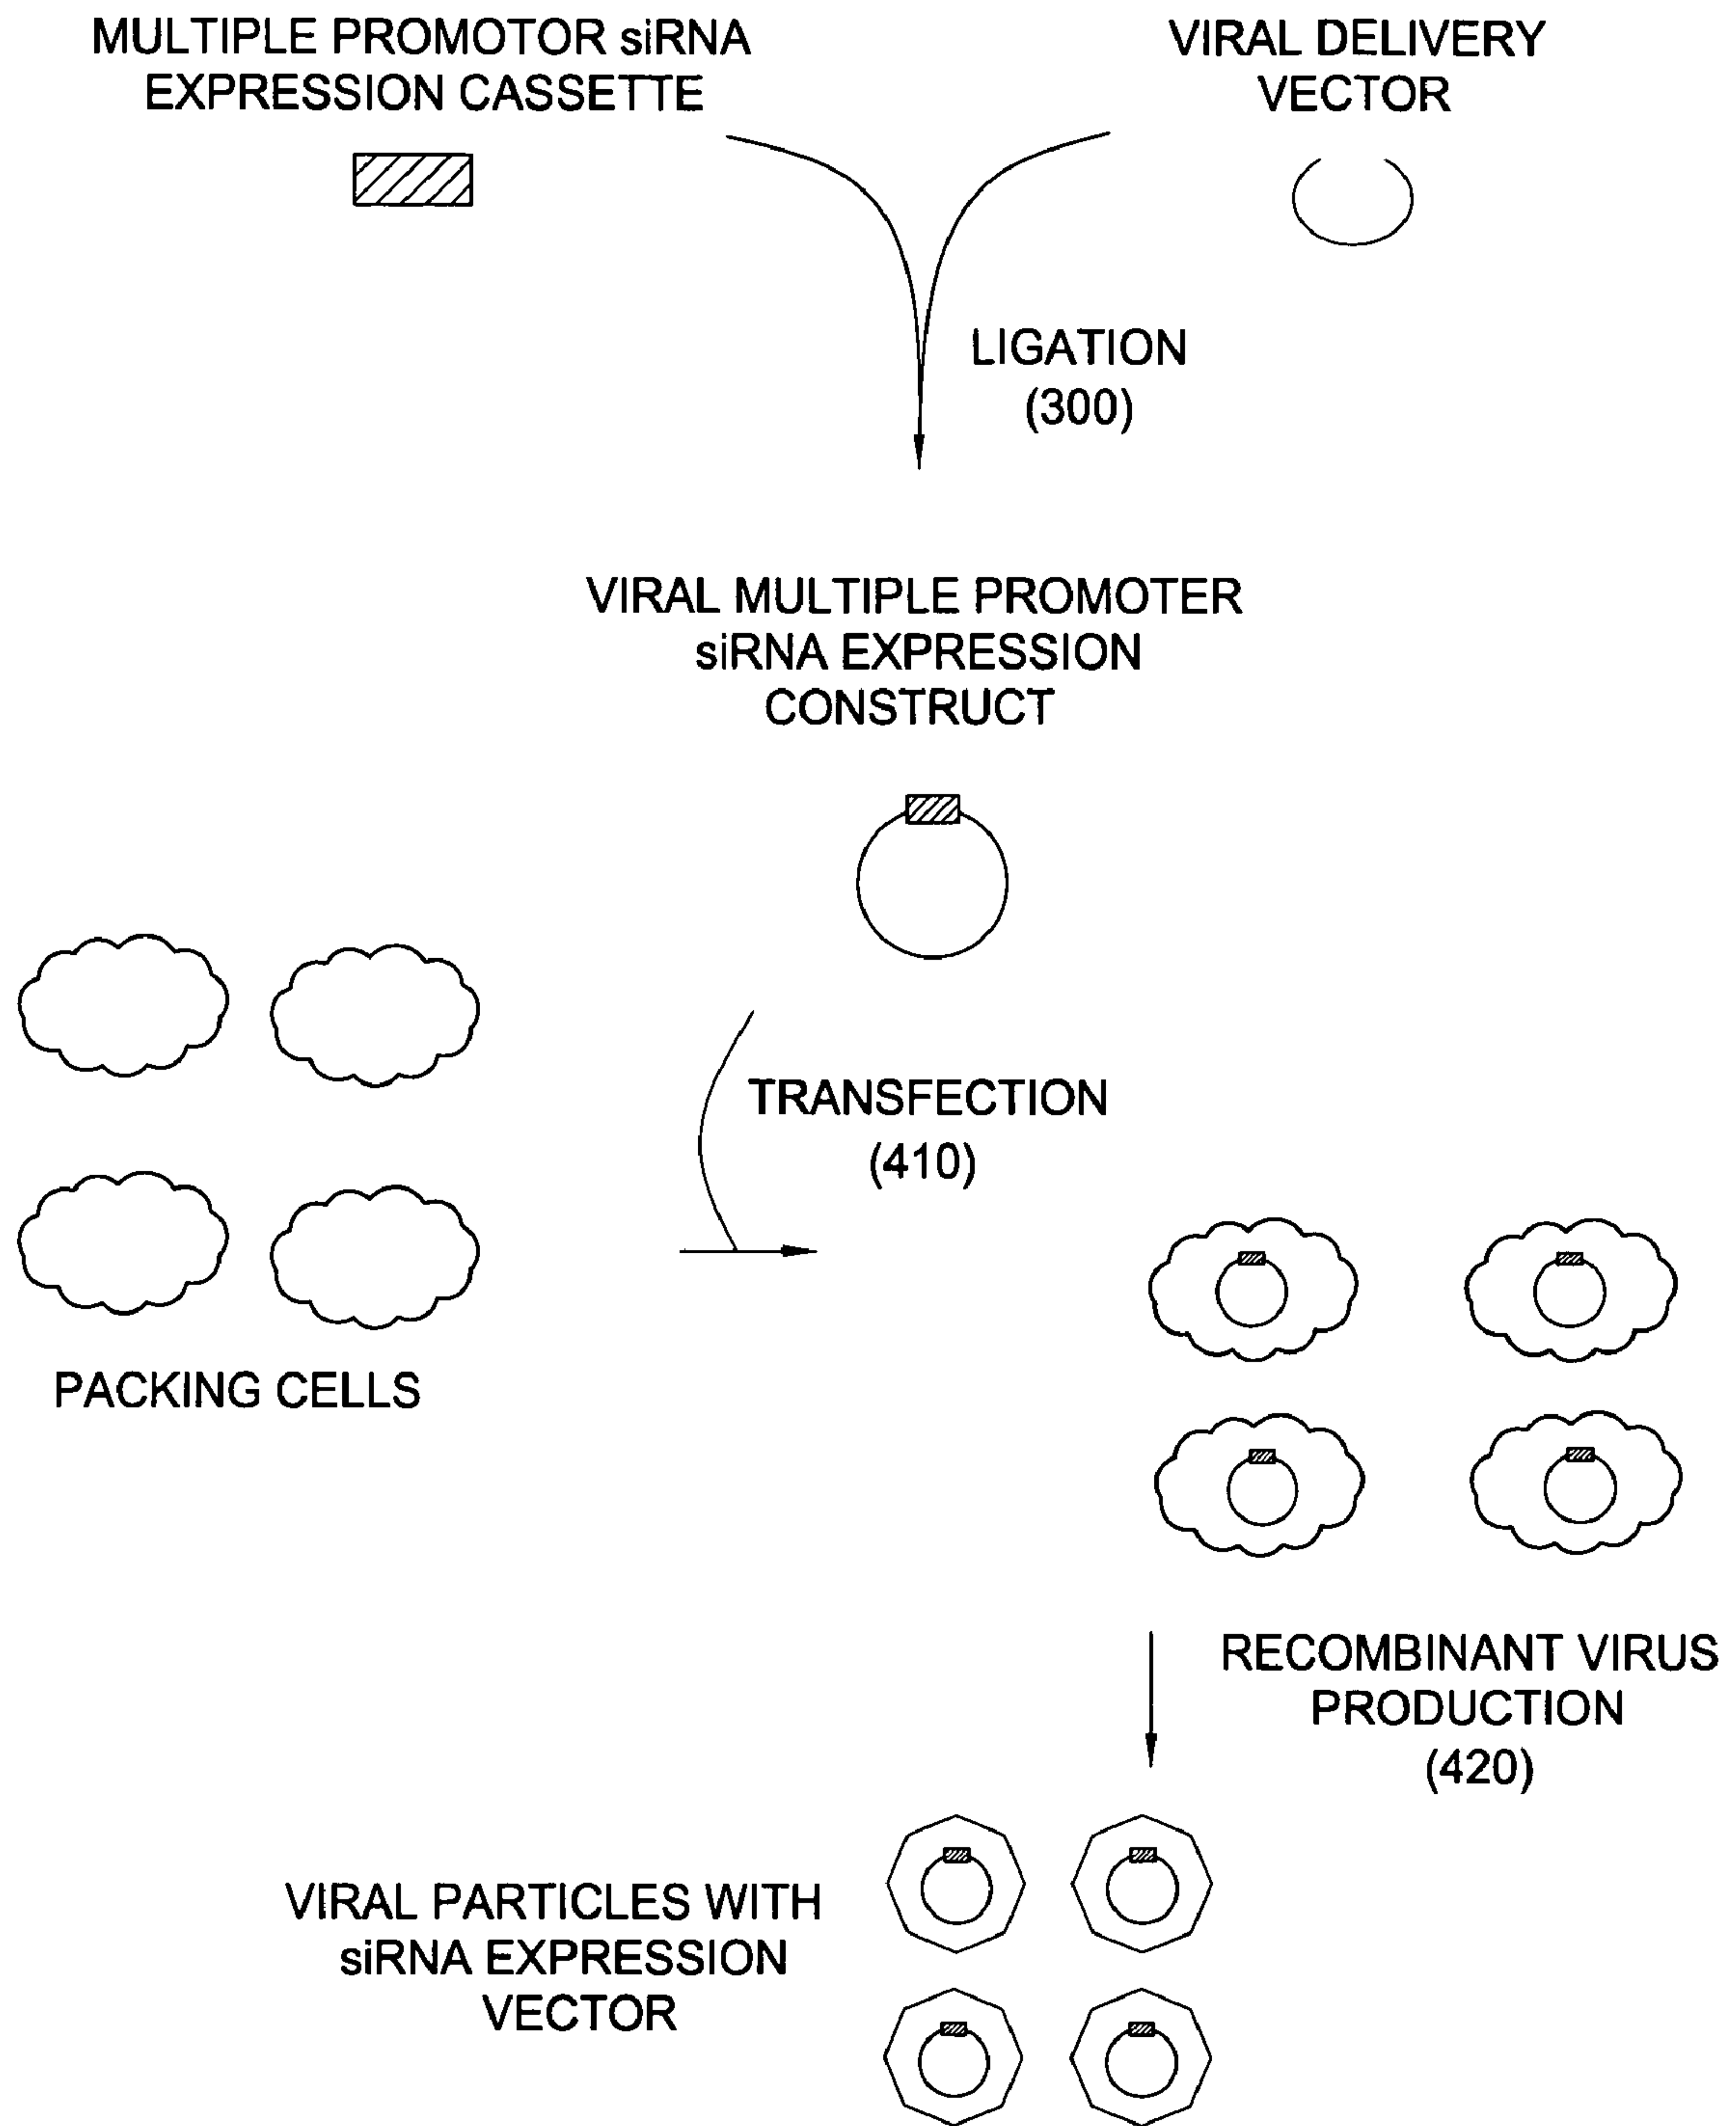 MULTIPLE PROMOTOR siRNA
EXPRESSION CASSETTE
VIRAL DELIVERY
VECTOR
LIGATION
(300)
VIRAL MULTIPLE PROMOTER
siRNA EXPRESSION
CONSTRUCT
TRANSFECTION
(410)
PACKING CELLS
RECOMBINANT VIRUS
PRODUCTION
(420)
VIRAL PARTICLES WITH
siRNA EXPRESSION
VECTOR